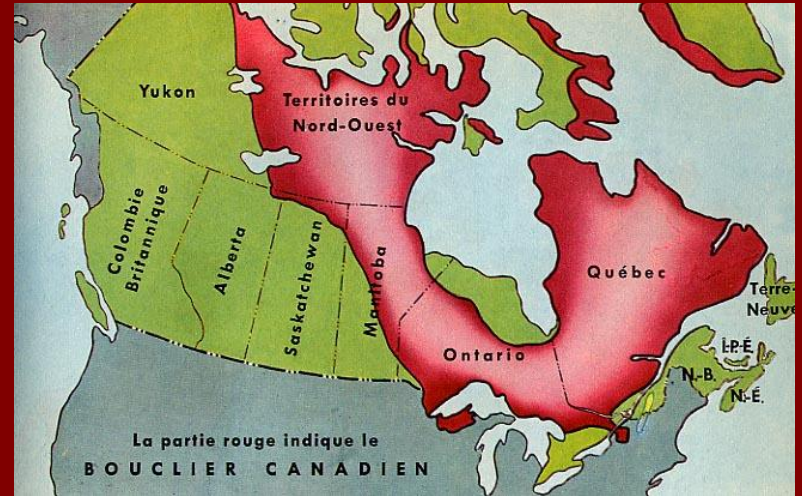 Yukon
Territoires du
Nord-Ouest
Colombie
Britannique
Alberta
Saskatchewan
Manitoba
Ontario
Québec
Terre-
Neuve
I.-P.-É.
N.-B.
N.-É.
La partie rouge indique le
BOUCLIER CANADIEN